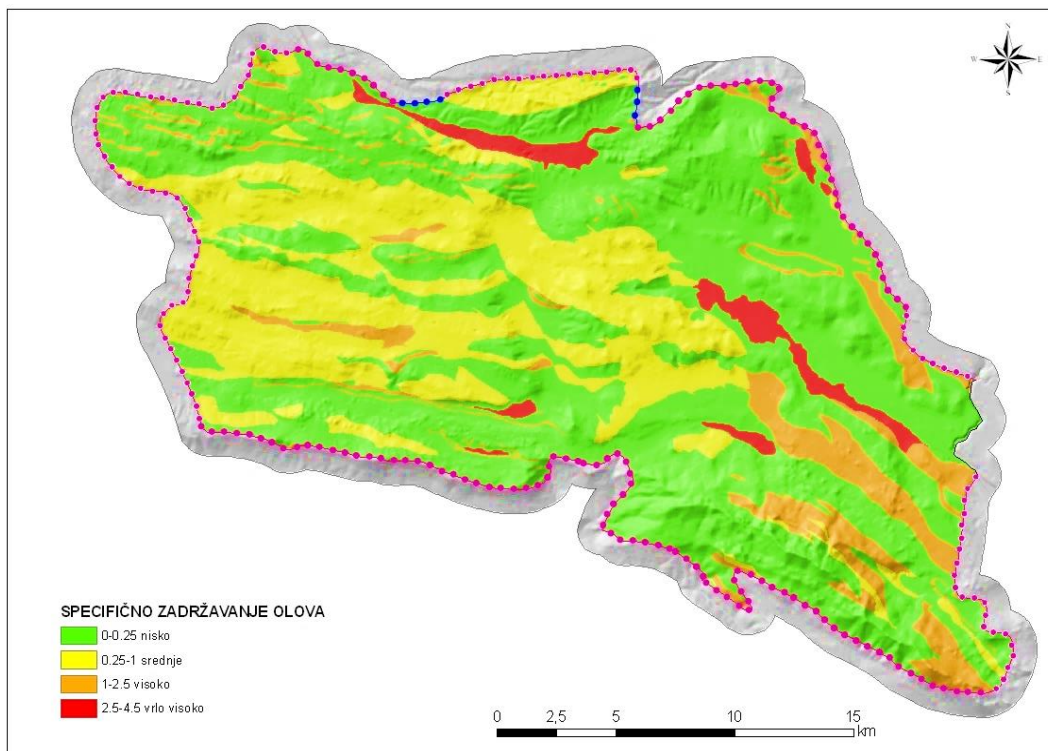 N
W E
S
SPECIFIČNO ZADRŽAVANJE OLOVA
0-0.25 nisko
0.25-1 srednje
1-2.5 visoko
2.5-4.5 vrlo visoko
0 2,5 5 10 15
km